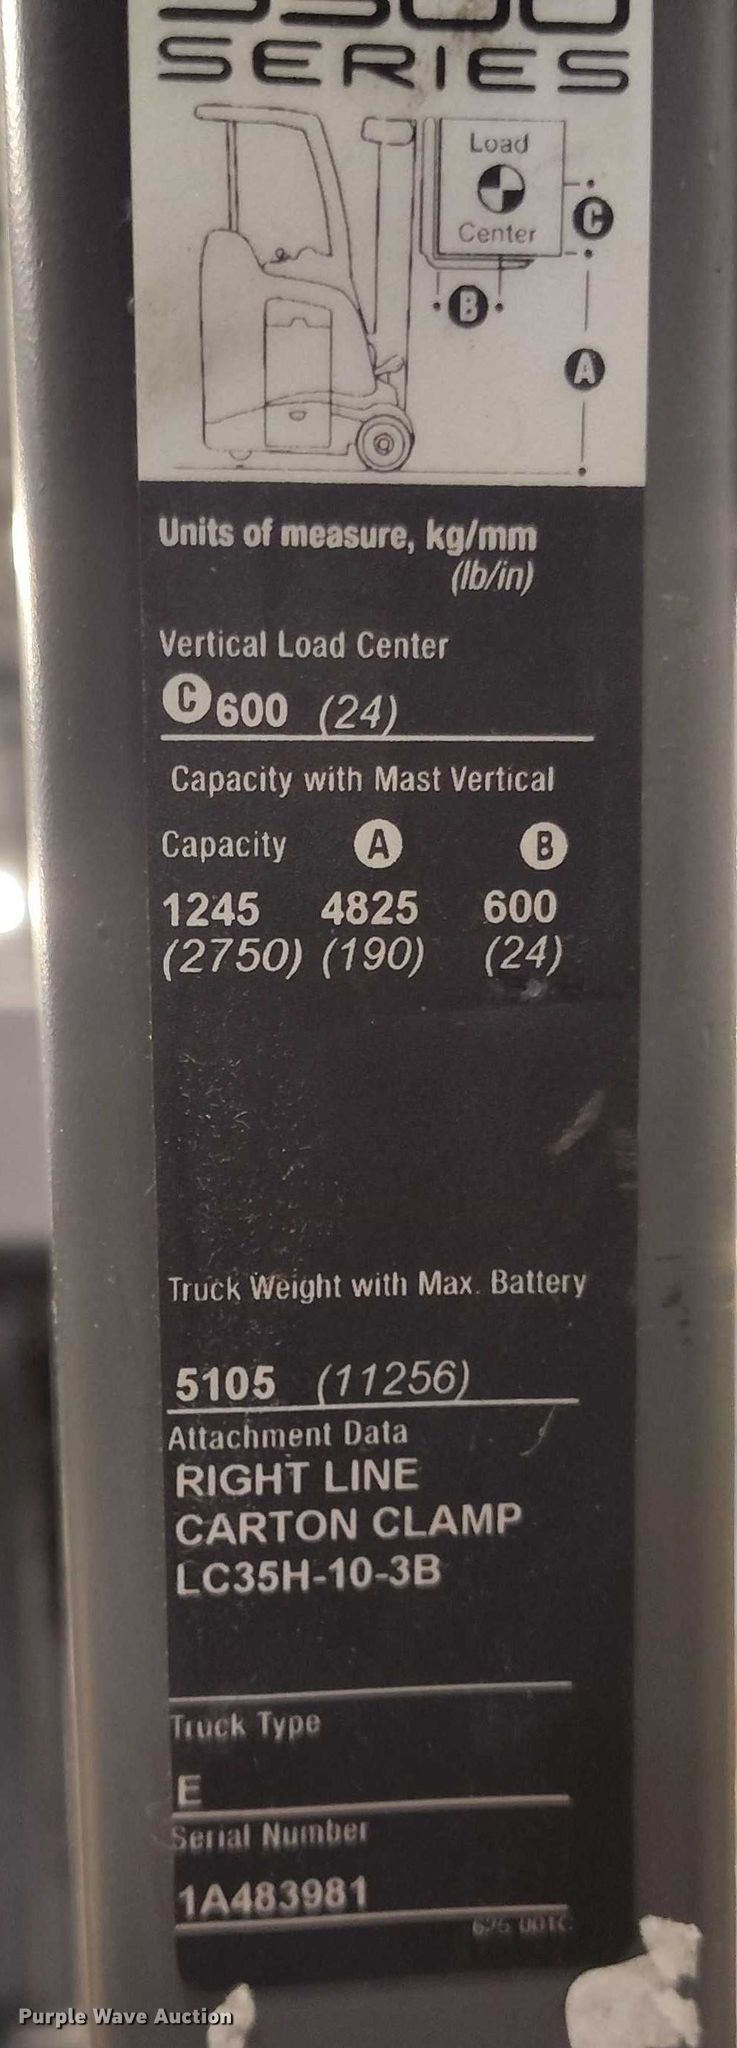 SERIES
Load
Center
C
B
A
Units of measure, kg/mm
(lb/in)
Vertical Load Center
C 600 (24)
Capacity with Mast Vertical
Capacity A B
1245 4825 600
(2750) (190) (24)
Truck Weight with Max. Battery
5105 (11256)
Attachment Data
RIGHT LINE
CARTON CLAMP
LC35H-10-3B
Truck Type
E
Serial Number
1A483981
Purple Wave Auction